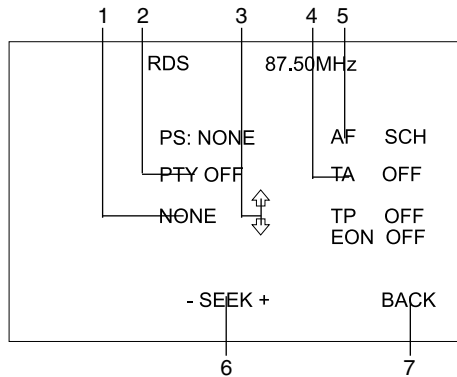 1 2 3 4 5
RDS 87.50MHz
PS: NONE AF SCH
PTY OFF TA OFF
NONE TP OFF
EON OFF
- SEEK + BACK
6 7